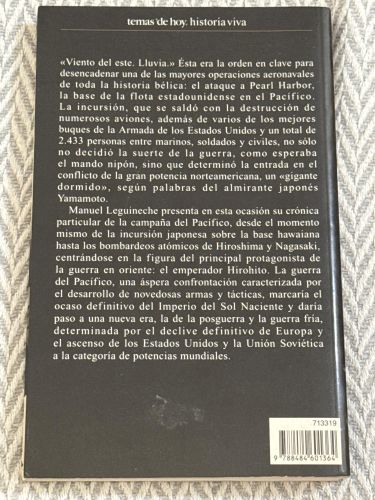 temas de hoy. historia viva
«Viento del este. Lluvia.» Ésta era la orden en clave para
desencadenar una de las mayores operaciones aeronavales
de toda la historia bélica: el ataque a Pearl Harbor,
la base de la flota estadounidense en el Pacífico.
La incursión, que se saldó con la destrucción de
numerosos aviones, además de varios de los mejores
buques de la Armada de los Estados Unidos y un total de
2.433 personas entre marinos, soldados y civiles, no sólo
no decidió la suerte de la guerra, como esperaba
el mando nipón, sino que determinó la entrada en el
conflicto de la gran potencia norteamericana, un «gigante
dormido», según palabras del almirante japonés
Yamamoto.
Manuel Leguineche presenta en esta ocasión su crónica
particular de la campaña del Pacífico, desde el momento
mismo de la incursión japonesa sobre la base hawaiana
hasta los bombardeos atómicos de Hiroshima y Nagasaki,
centrándose en la figura del principal protagonista de
la guerra en oriente: el emperador Hirohito. La guerra
del Pacífico, una áspera confrontación caracterizada por
el desarrollo de novedosas armas y tácticas, marcaría el
ocaso definitivo del Imperio del Sol Naciente y daría
paso a una nueva era, la de la posguerra y la guerra fría,
determinada por el declive definitivo de Europa y
el ascenso de los Estados Unidos y la Unión Soviética
a la categoría de potencias mundiales.
713319
9 788484 601364